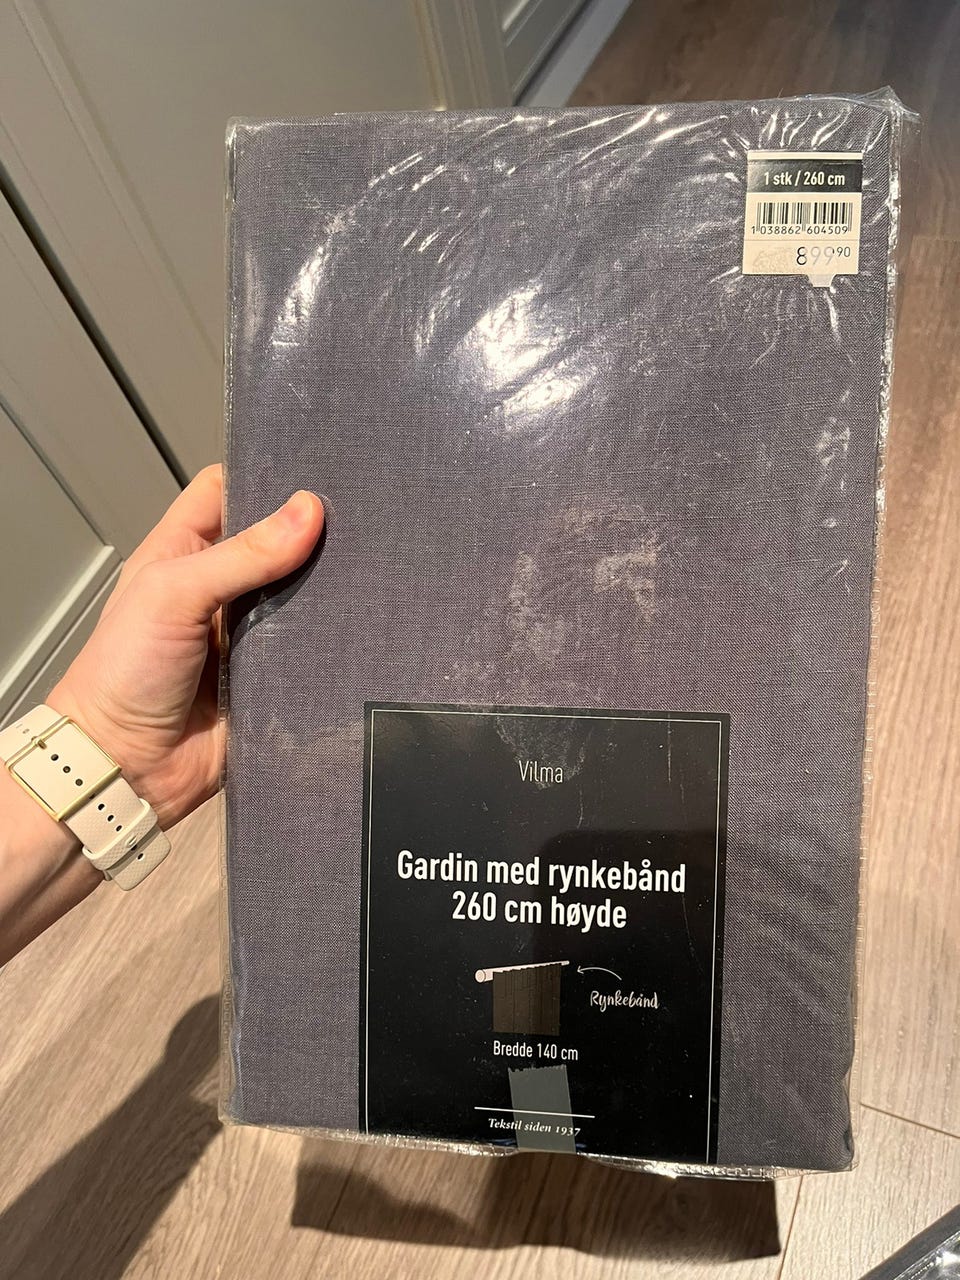 1 stk / 260 cm
1 038862 604509
899 90
Vilma
Gardin med rynkebånd
260 cm høyde
Rynkebånd
Bredde 140 cm
Tekstil siden 1937